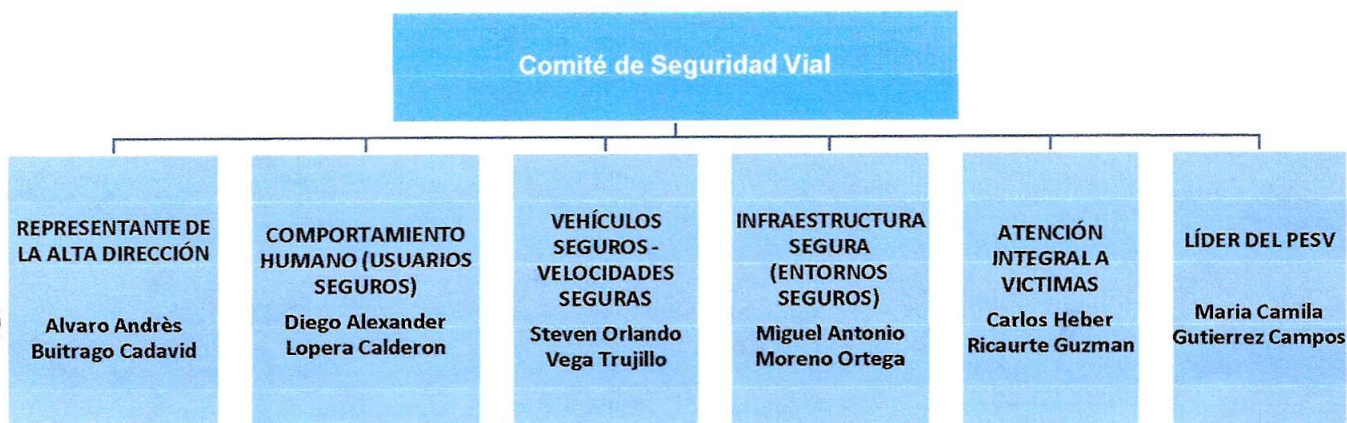 Comité de Seguridad Vial
REPRESENTANTE DE
LA ALTA DIRECCIÓN
Alvaro Andrès
Buitrago Cadavid
COMPORTAMIENTO
HUMANO (USUARIOS
SEGUROS)
Diego Alexander
Lopera Calderon
VEHÍCULOS
SEGUROS -
VELOCIDADES
SEGURAS
Steven Orlando
Vega Trujillo
INFRAESTRUCTURA
SEGURA
(ENTORNOS
SEGUROS)
Miguel Antonio
Moreno Ortega
ATENCIÓN
INTEGRAL A
VICTIMAS
Carlos Heber
Ricaurte Guzman
LÍDER DEL PESV
Maria Camila
Gutierrez Campos